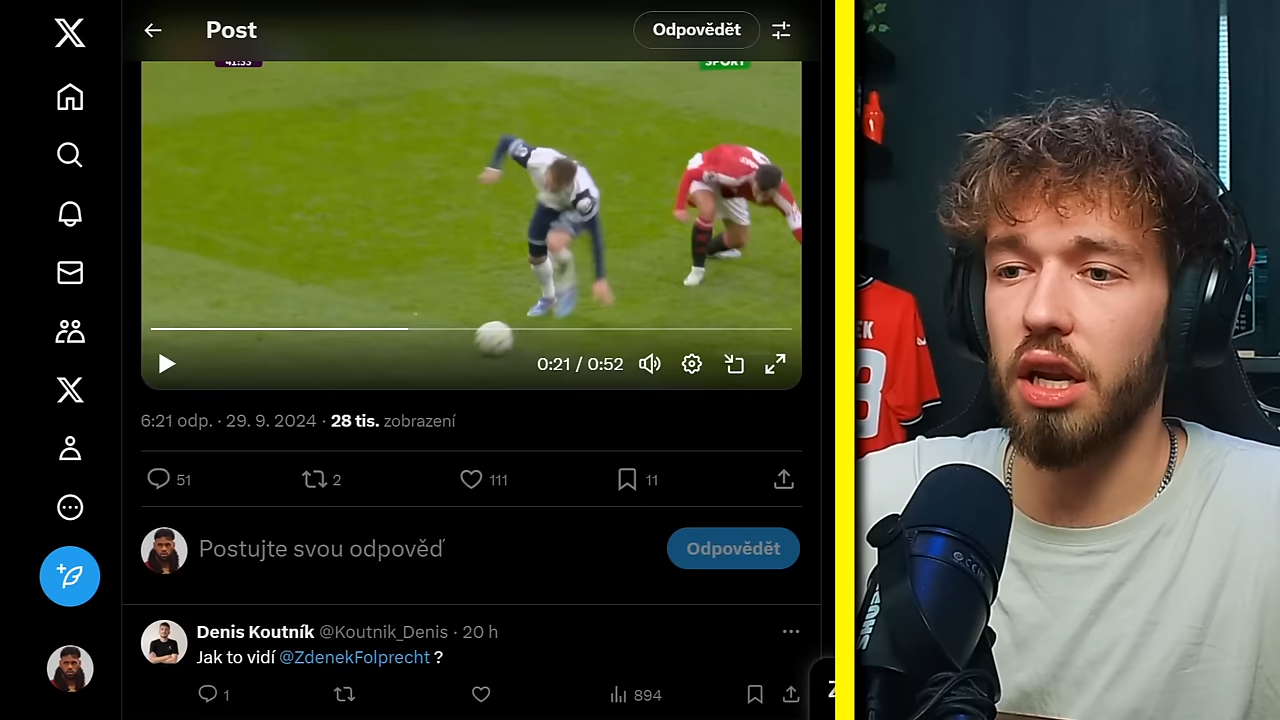 Post
Odpovědět
41:33
SPORT
0:21 / 0:52
6:21 odp. · 29. 9. 2024 · 28 tis. zobrazení
51
2
111
11
Postujte svou odpověď
Odpovědět
Denis Koutník @Koutnik_Denis · 20 h
Jak to vidí @ZdenekFolprecht ?
1
894